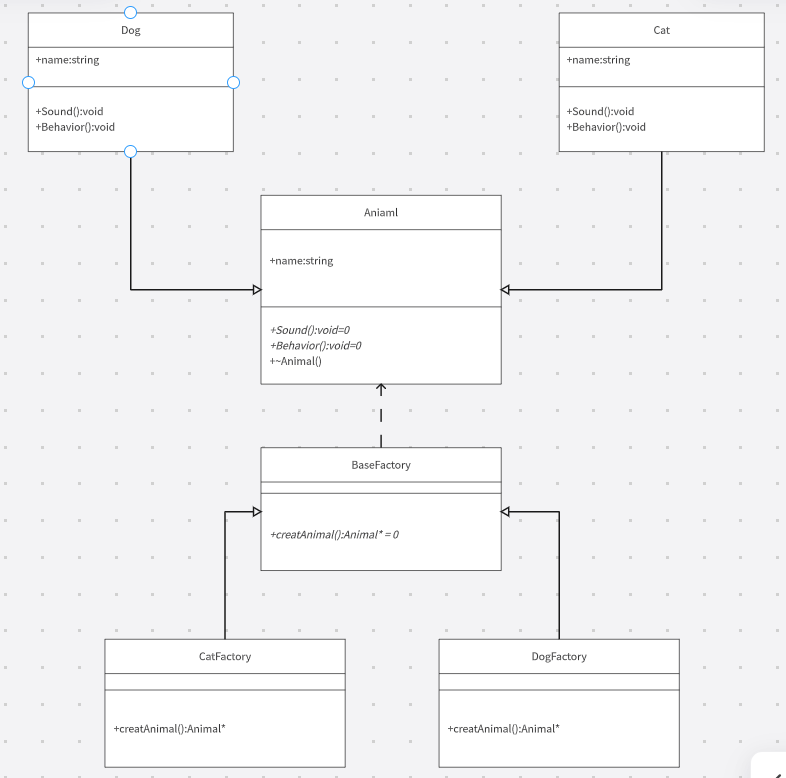 Dog
+name:string
+Sound():void
+Behavior():void
Cat
+name:string
+Sound():void
+Behavior():void
Aniaml
+name:string
+Sound():void=0
+Behavior():void=0
+~Animal()
BaseFactory
+creatAnimal():Animal* = 0
CatFactory
+creatAnimal():Animal*
DogFactory
+creatAnimal():Animal*